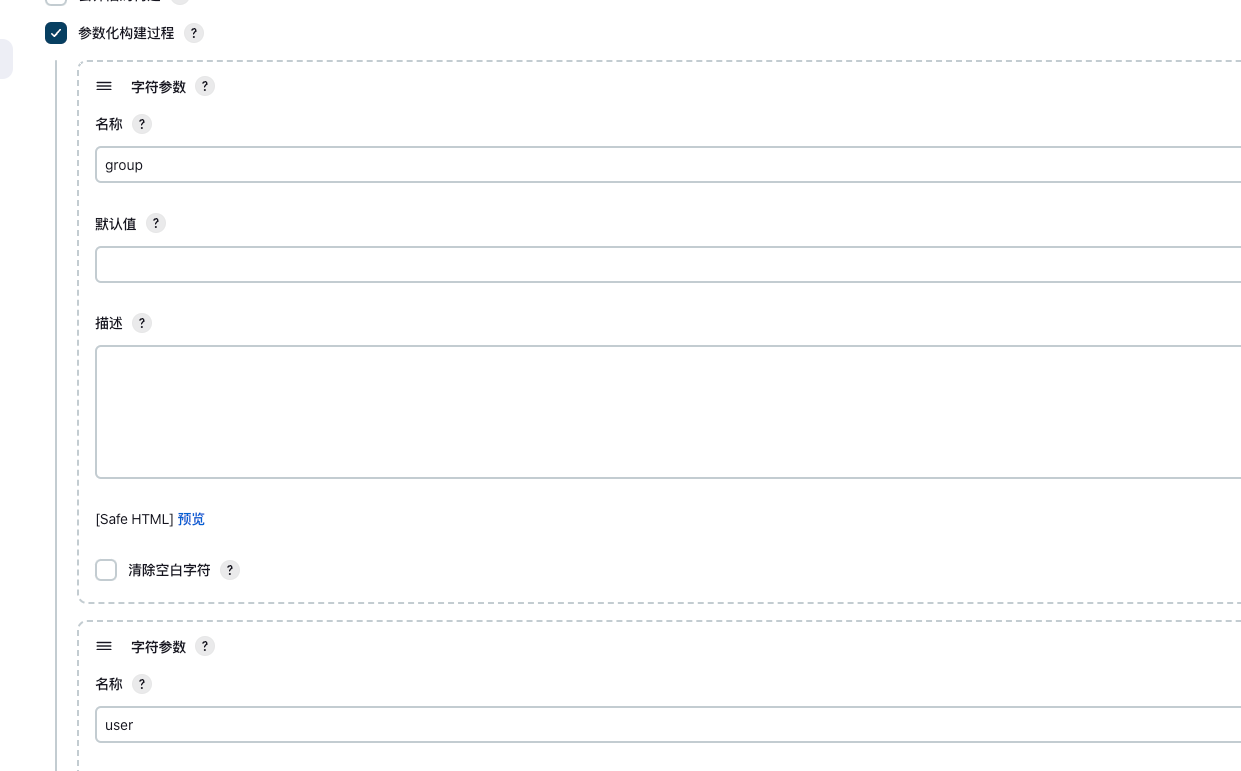 参数化构建过程 ?
字符参数 ?
名称 ?
group
默认值 ?
描述 ?
[Safe HTML] 预览
清除空白字符 ?
字符参数 ?
名称 ?
user